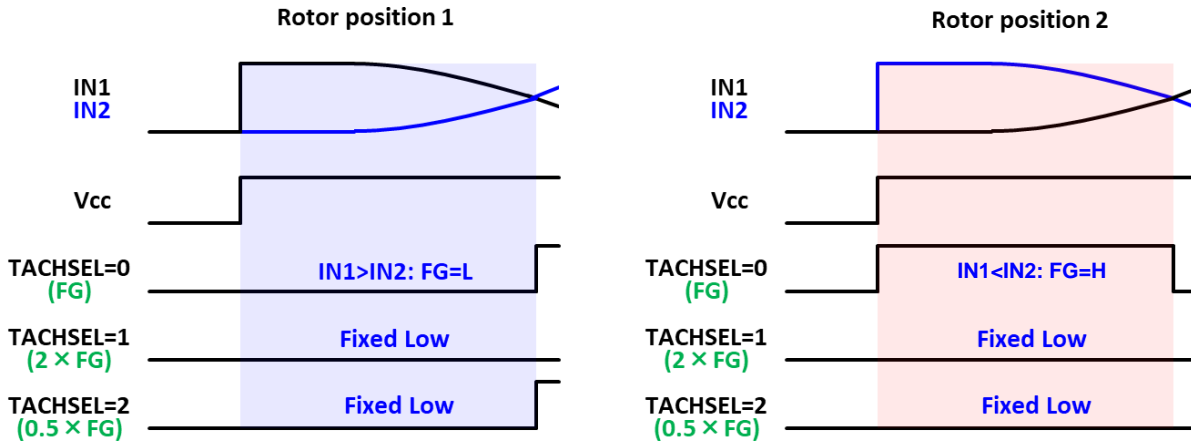 Rotor position 1
IN1
IN2
Vcc
TACHSEL=0
(FG)
IN1>IN2: FG=L
TACHSEL=1
(2 × FG)
Fixed Low
TACHSEL=2
(0.5 × FG)
Fixed Low
Rotor position 2
IN1
IN2
Vcc
TACHSEL=0
(FG)
IN1<IN2: FG=H
TACHSEL=1
(2 × FG)
Fixed Low
TACHSEL=2
(0.5 × FG)
Fixed Low